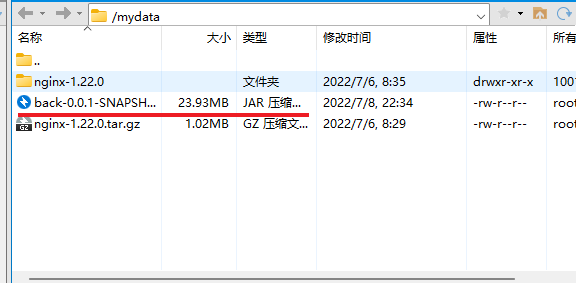 /mydata
名称 大小 类型 修改时间 属性 所有
..
nginx-1.22.0 文件夹 2022/7/6, 8:35 drwxr-xr-x 1001
back-0.0.1-SNAPSH... 23.93MB JAR 压缩... 2022/7/8, 22:34 -rw-r--r-- root
nginx-1.22.0.tar.gz 1.02MB GZ 压缩文... 2022/7/6, 8:29 -rw-r--r-- root